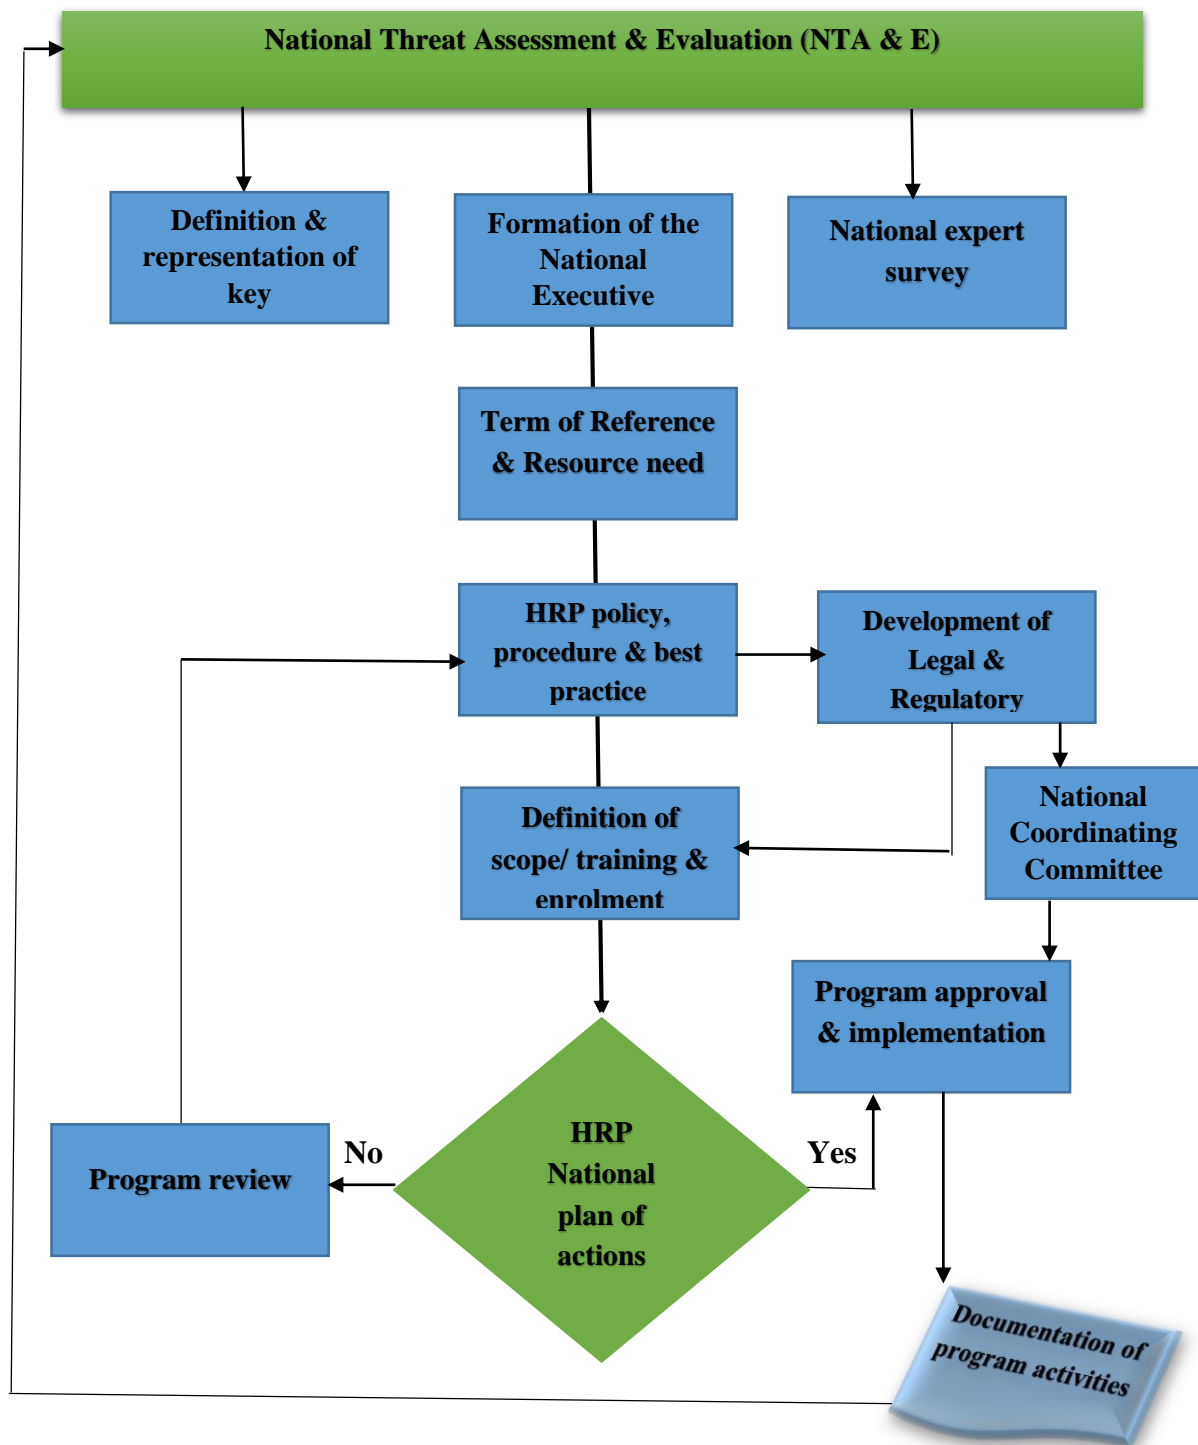 National Threat Assessment & Evaluation (NTA & E)
Definition &
representation of
key
Formation of the
National
Executive
National expert
survey
Term of Reference
& Resource need
HRP policy,
procedure & best
practice
Development of
Legal &
Regulatory
Definition of
scope/ training &
enrolment
National
Coordinating
Committee
Program approval
& implementation
HRP
National
plan of
actions
No
Yes
Program review
Documentation of
program activities